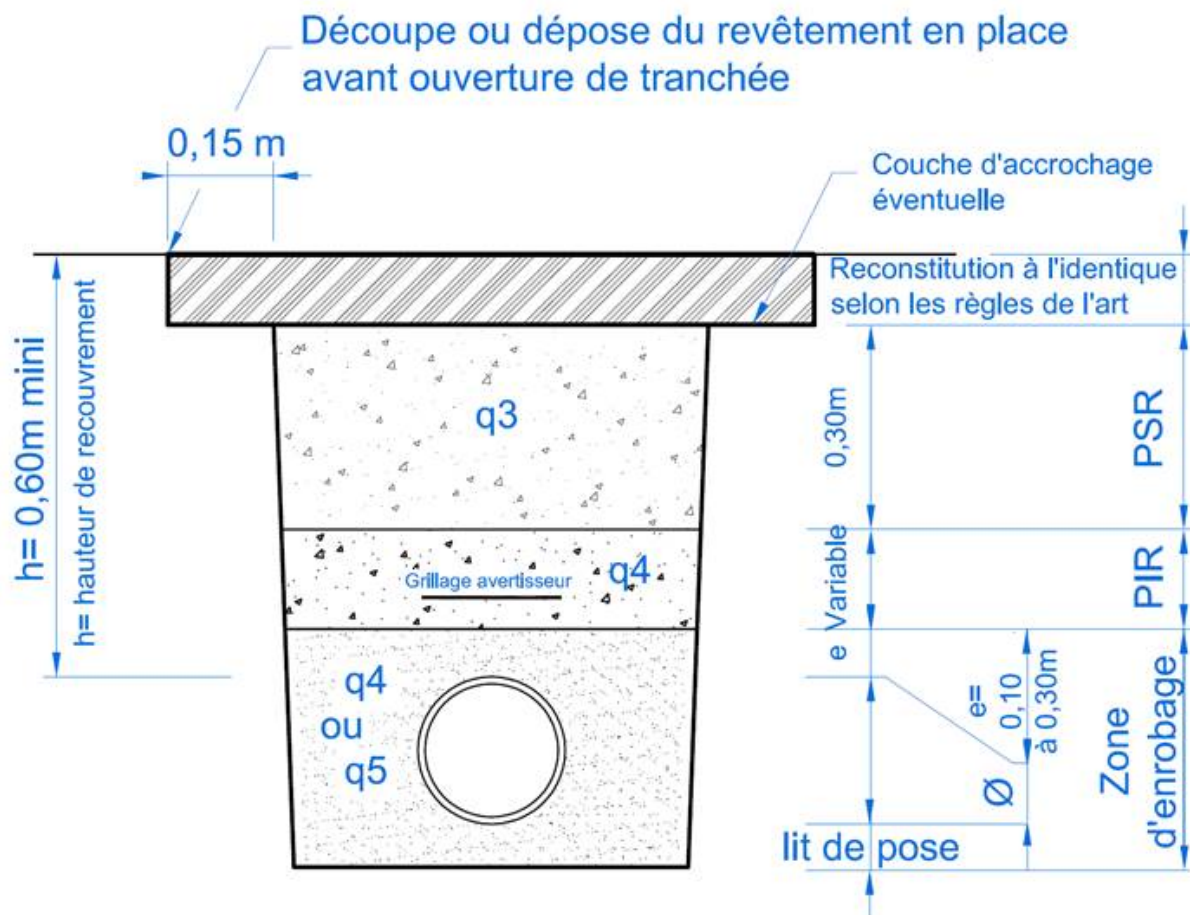 Découpe ou dépose du revêtement en place
avant ouverture de tranchée
0,15 m
Couche d'accrochage
éventuelle
Reconstitution à l'identique
selon les règles de l'art
h= 0,60m mini
h= hauteur de recouvrement
q3
0,30m
PSR
Grillage avertisseur
q4
e Variable
PIR
q4
ou
q5
e=
0,10
à 0,30m
Ø
Zone
d'enrobage
lit de pose